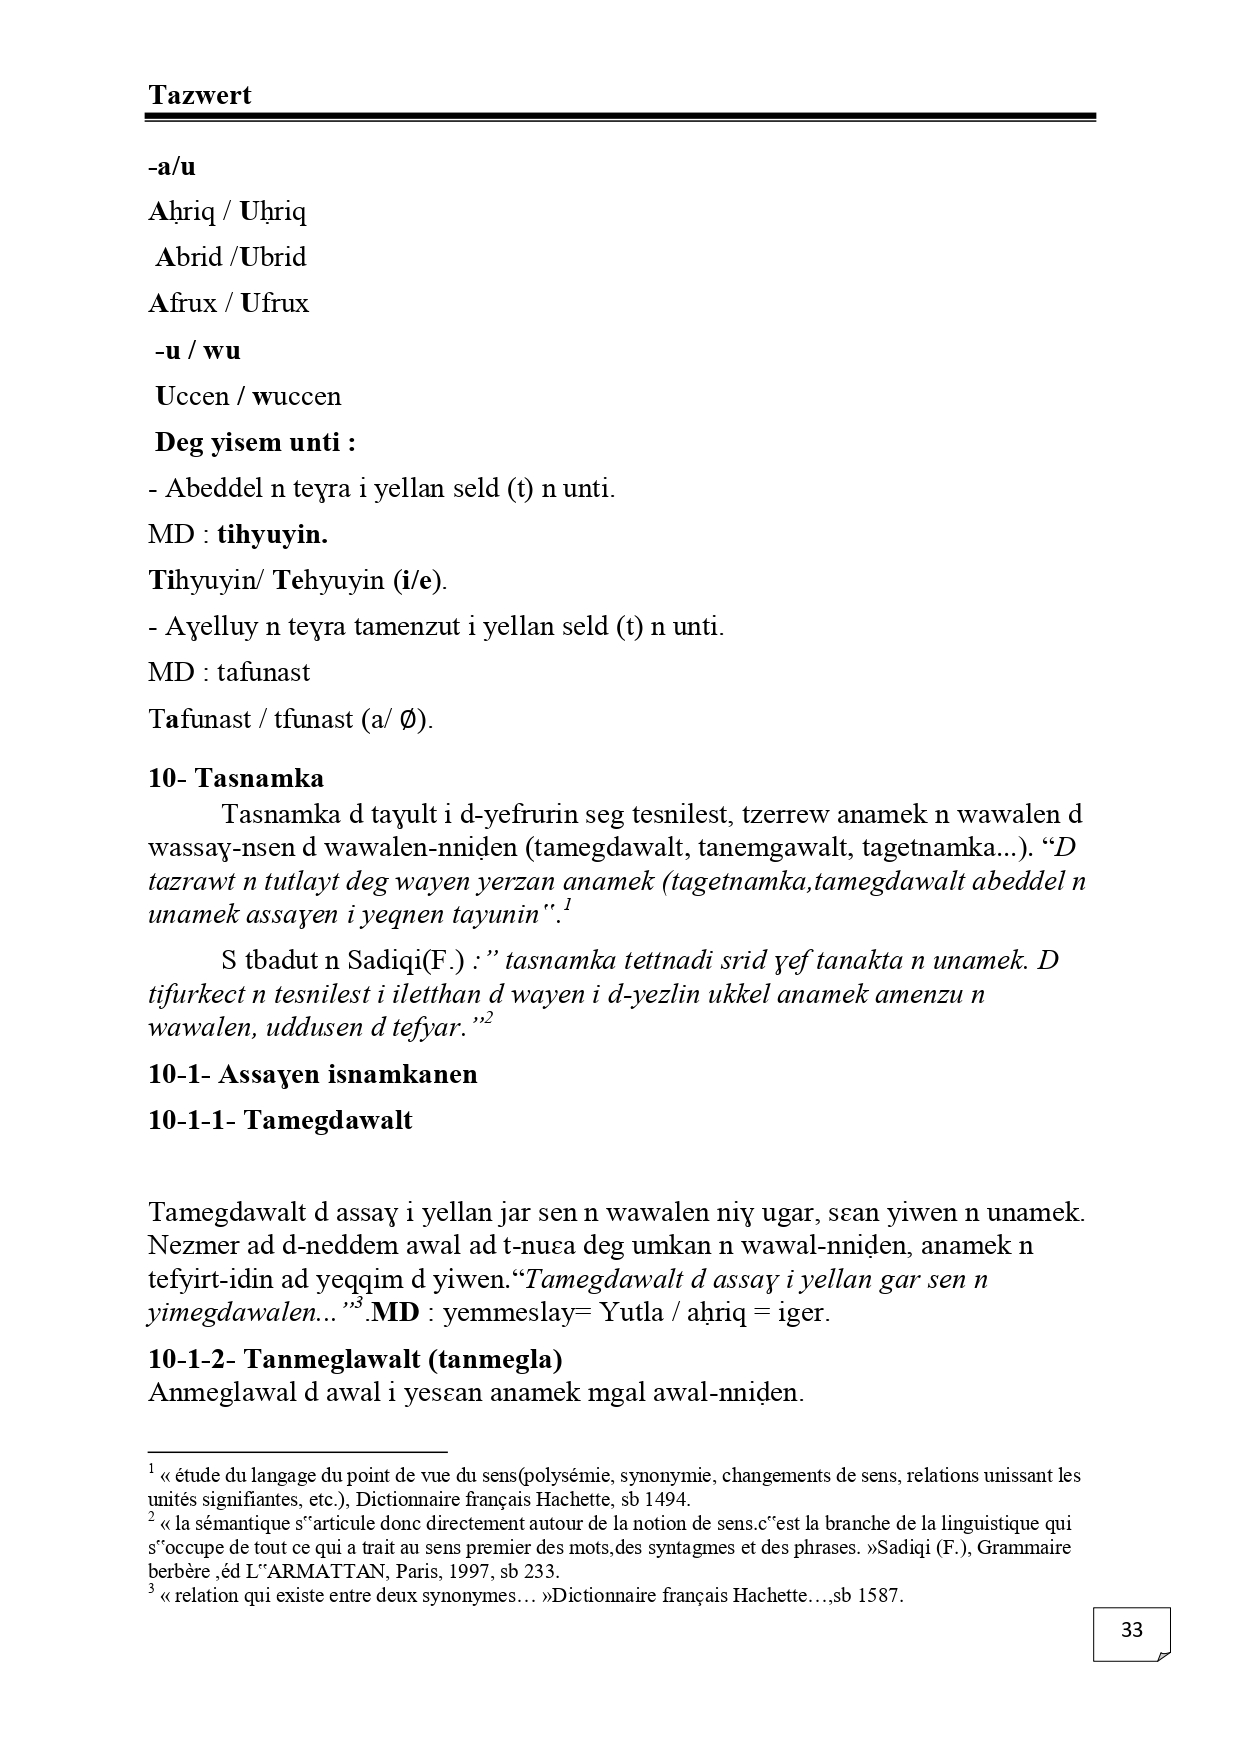 Tazwert
-a/u
Aḥriq / Uḥriq
Abrid /Ubrid
Afrux / Ufrux
-u / wu
Uccen / wuccen
Deg yisem unti :
- Abeddel n teɣra i yellan seld (t) n unti.
MD : tihyuyin.
Tihyuyin/ Tehyuyin (i/e).
- Aɣelluy n teɣra tamenzut i yellan seld (t) n unti.
MD : tafunast
Tafunast / tfunast (a/ ∅).
10- Tasnamka
Tasnamka d taɣult i d-yefrurin seg tesnilest, tzerrew anamek n wawalen d
wassaɣ-nsen d wawalen-nniḍen (tamegdawalt, tanemgawalt, tagetnamka...). “D
tazrawt n tutlayt deg wayen yerzan anamek (tagetnamka,tamegdawalt abeddel n
unamek assaɣen i yeqnen tayunin‟.1
S tbadut n Sadiqi(F.) :” tasnamka tettnadi srid ɣef tanakta n unamek. D
tifurkect n tesnilest i iletthan d wayen i d-yezlin ukkel anamek amenzu n
wawalen, uddusen d tefyar.”2
10-1- Assaɣen isnamkanen
10-1-1- Tamegdawalt
Tamegdawalt d assaɣ i yellan jar sen n wawalen niɣ ugar, sɛan yiwen n unamek.
Nezmer ad d-neddem awal ad t-nuɛa deg umkan n wawal-nniḍen, anamek n
tefyirt-idin ad yeqqim d yiwen.“Tamegdawalt d assaɣ i yellan gar sen n
yimegdawalen...”3.MD : yemmeslay= Yutla / aḥriq = iger.
10-1-2- Tanmeglawalt (tanmegla)
Anmeglawal d awal i yesɛan anamek mgal awal-nniḍen.
1 « étude du langage du point de vue du sens(polysémie, synonymie, changements de sens, relations unissant les
unités signifiantes, etc.), Dictionnaire français Hachette, sb 1494.
2 « la sémantique s‟articule donc directement autour de la notion de sens.c‟est la branche de la linguistique qui
s‟occupe de tout ce qui a trait au sens premier des mots,des syntagmes et des phrases. »Sadiqi (F.), Grammaire
berbère ,éd L‟ARMATTAN, Paris, 1997, sb 233.
3 « relation qui existe entre deux synonymes… »Dictionnaire français Hachette…,sb 1587.
33